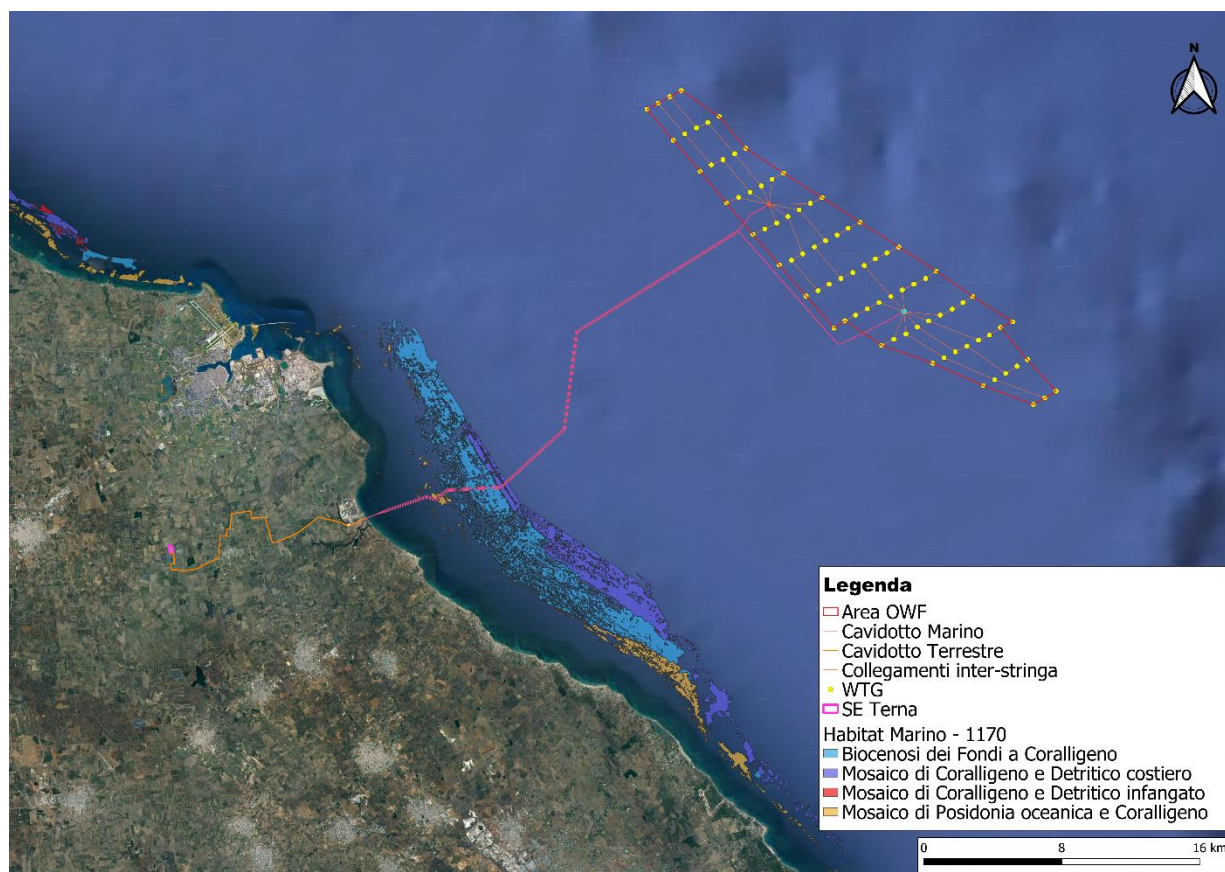 N
Legenda
Area OWF
Cavidotto Marino
Cavidotto Terrestre
Collegamenti inter-stringa
WTG
SE Terna
Habitat Marino - 1170
Biocenosi dei Fondi a Coralligeno
Mosaico di Coralligeno e Detritico costiero
Mosaico di Coralligeno e Detritico infangato
Mosaico di Posidonia oceanica e Coralligeno
0 8 16 km